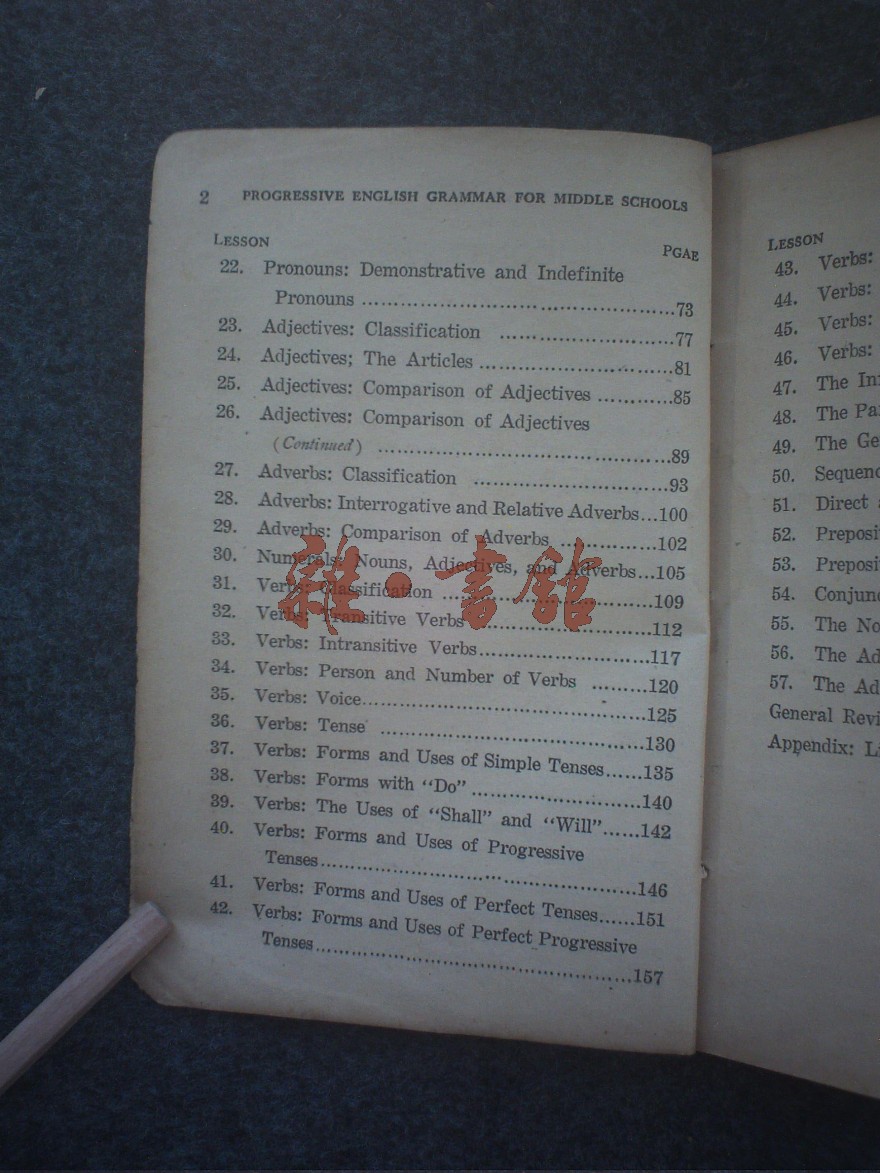 2 PROGRESSIVE ENGLISH GRAMMAR FOR MIDDLE SCHOOLS
LESSON PGAE
22. Pronouns: Demonstrative and Indefinite
Pronouns ................................................73
23. Adjectives: Classification ............................77
24. Adjectives; The Articles ...............................81
25. Adjectives: Comparison of Adjectives ............85
26. Adjectives: Comparison of Adjectives
(Continued) ..............................................89
27. Adverbs: Classification ...............................93
28. Adverbs: Interrogative and Relative Adverbs...100
29. Adverbs: Comparison of Adverbs ...............102
30. Numerals: Nouns, Adjectives, and Adverbs...105
31. Verbs: Classification .................................109
32. Verbs: Transitive Verbs ............................112
33. Verbs: Intransitive Verbs...........................117
34. Verbs: Person and Number of Verbs .........120
35. Verbs: Voice.............................................125
36. Verbs: Tense ..........................................130
37. Verbs: Forms and Uses of Simple Tenses......135
38. Verbs: Forms with “Do” ...........................140
39. Verbs: The Uses of “Shall” and “Will”......142
40. Verbs: Forms and Uses of Progressive
Tenses..................................................146
41. Verbs: Forms and Uses of Perfect Tenses......151
42. Verbs: Forms and Uses of Perfect Progressive
Tenses..................................................157
雜·書館
LESSON
43. Verbs:
44. Verbs:
45. Verbs:
46. Verbs:
47. The
48. The
49. The
50.
51. Direct
52.
53.
54.
55. The
56. The
57. The
General
Appendix: